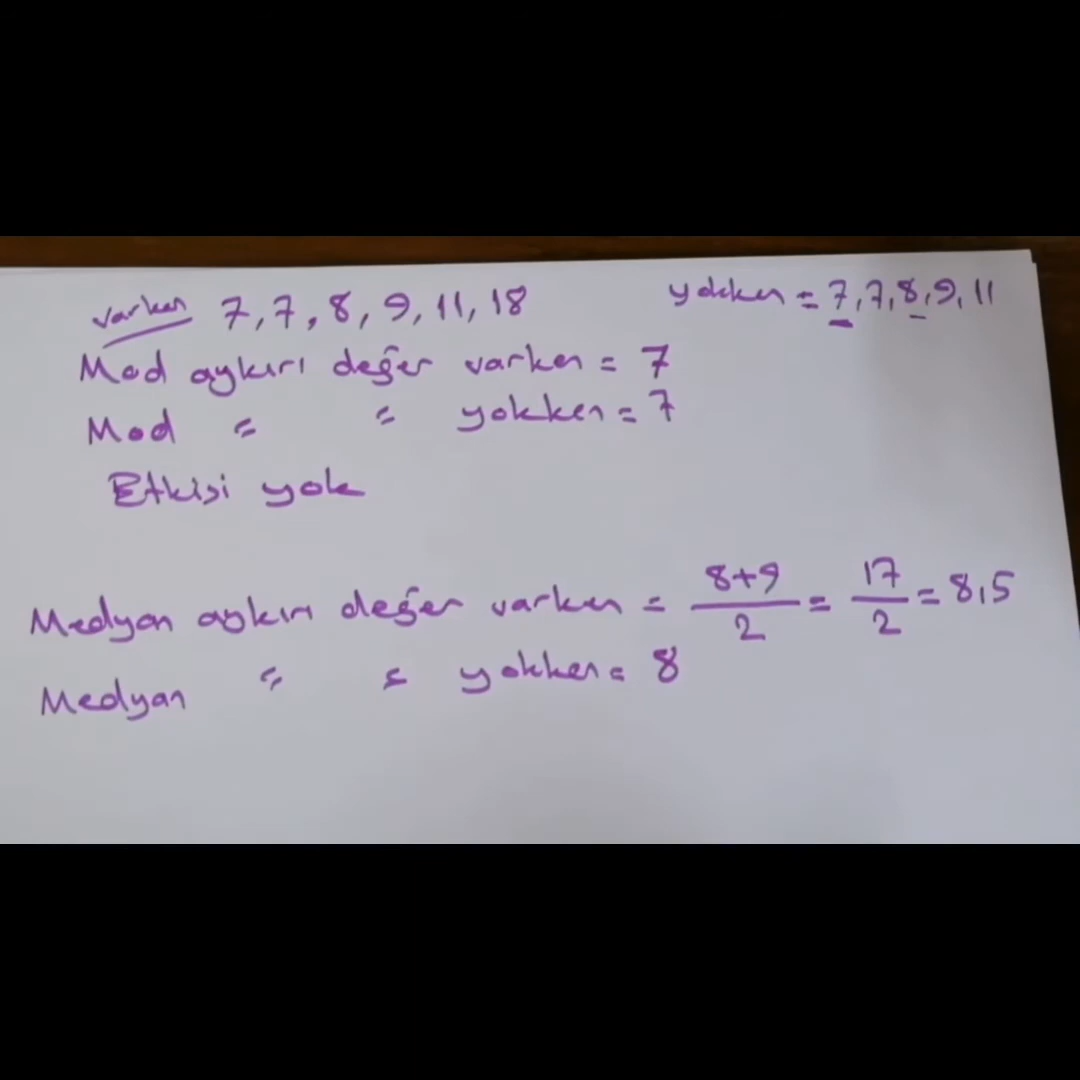 varken 7,7,8,9,11,18 yokken = 7,7,8,9,11
Mod aykırı değer varken = 7
Mod " " yokken = 7
Etkisi yok
Medyan aykırı değer varken = 8+9/2 = 17/2 = 8,5
Medyan " " yokken = 8